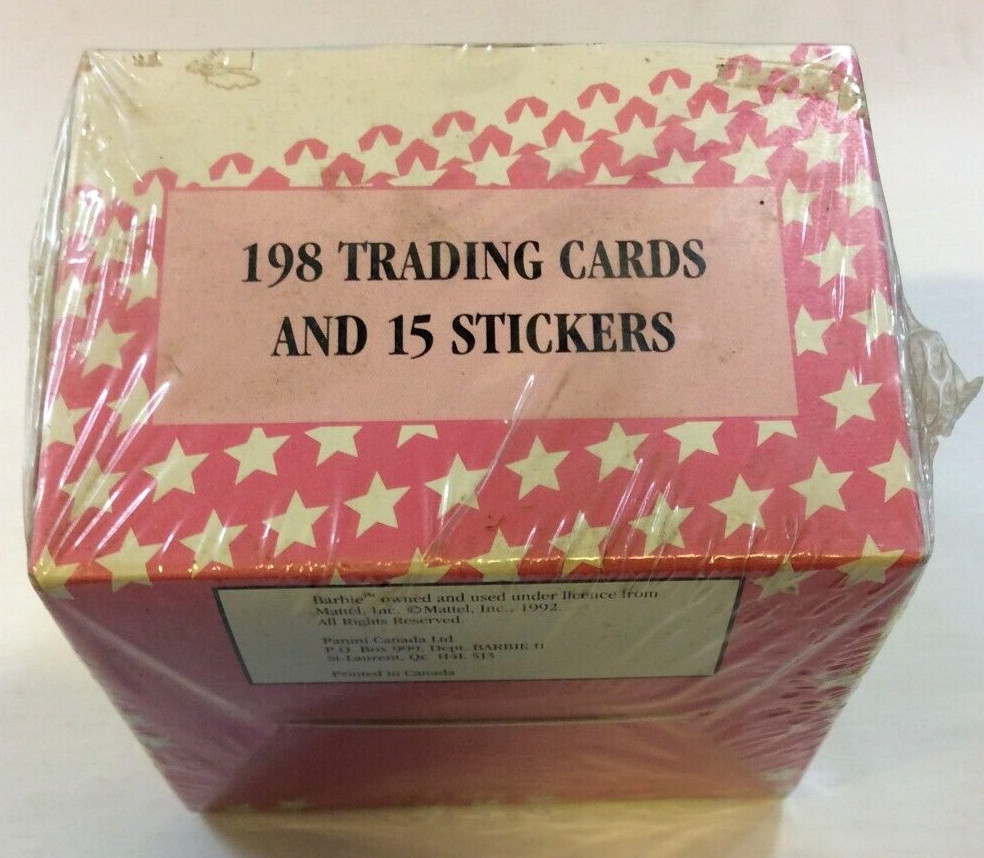 198 TRADING CARDS
AND 15 STICKERS
Barbie™ owned and used under licence from
Mattel, Inc. ©Mattel, Inc., 1992.
All Rights Reserved.
Panini Canada Ltd
P.O. Box 999, Dept. BARBIE
St-Laurent, Qc H4L 5J3
Printed in Canada